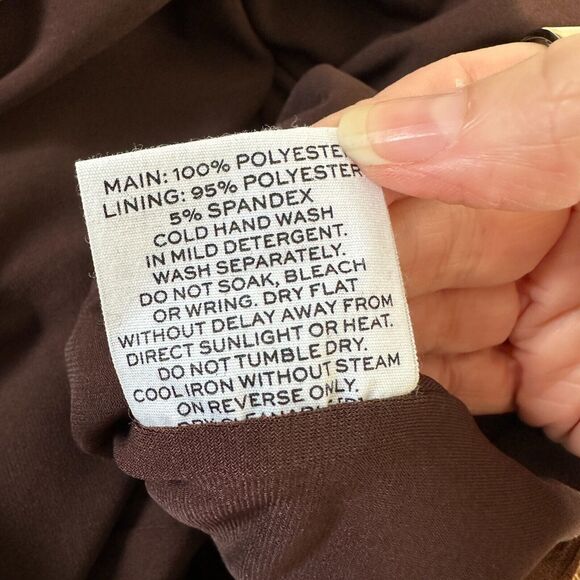 MAIN: 100% POLYESTER
LINING: 95% POLYESTER
5% SPANDEX
COLD HAND WASH
IN MILD DETERGENT.
WASH SEPARATELY.
DO NOT SOAK, BLEACH
OR WRING. DRY FLAT
WITHOUT DELAY AWAY FROM
DIRECT SUNLIGHT OR HEAT.
DO NOT TUMBLE DRY.
COOL IRON WITHOUT STEAM
ON REVERSE ONLY.